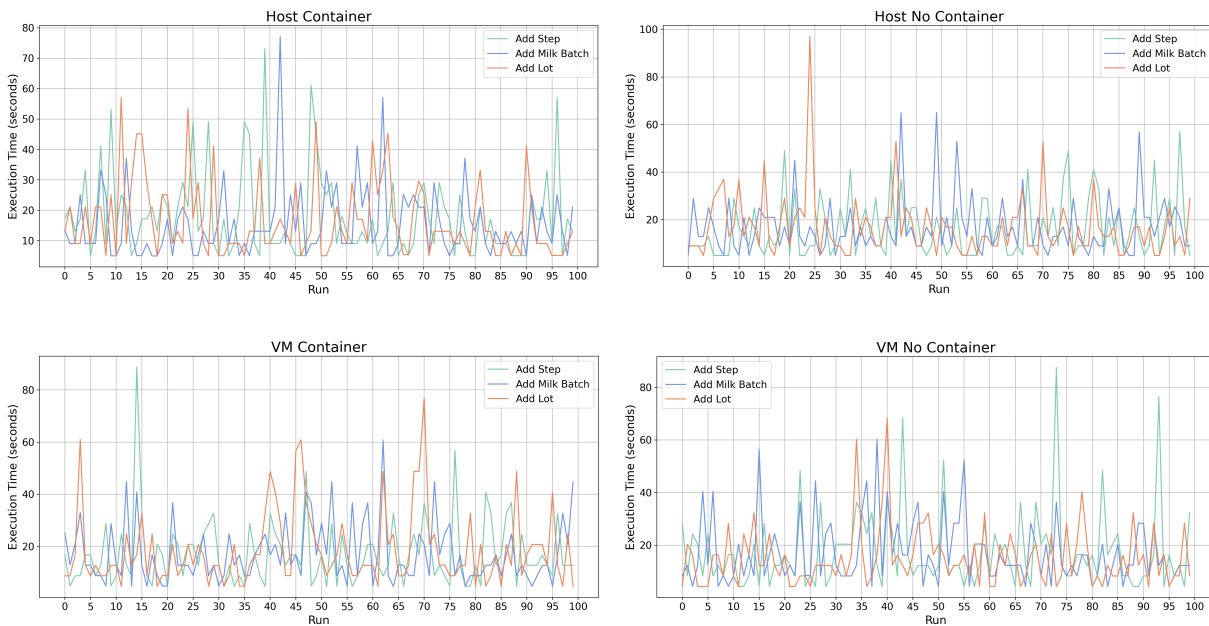 Host Container
Execution Time (seconds)
80
70
60
50
40
30
20
10
Add Step
Add Milk Batch
Add Lot
0 5 10 15 20 25 30 35 40 45 50 55 60 65 70 75 80 85 90 95 100
Run
Host No Container
Execution Time (seconds)
100
80
60
40
20
Add Step
Add Milk Batch
Add Lot
0 5 10 15 20 25 30 35 40 45 50 55 60 65 70 75 80 85 90 95 100
Run
VM Container
Execution Time (seconds)
80
60
40
20
Add Step
Add Milk Batch
Add Lot
0 5 10 15 20 25 30 35 40 45 50 55 60 65 70 75 80 85 90 95 100
Run
VM No Container
Execution Time (seconds)
80
60
40
20
Add Step
Add Milk Batch
Add Lot
0 5 10 15 20 25 30 35 40 45 50 55 60 65 70 75 80 85 90 95 100
Run